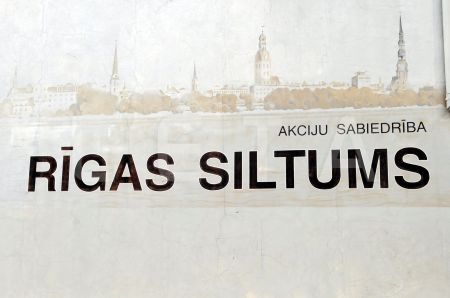 AKCIJU SABIEDRĪBA
RĪGAS SILTUMS